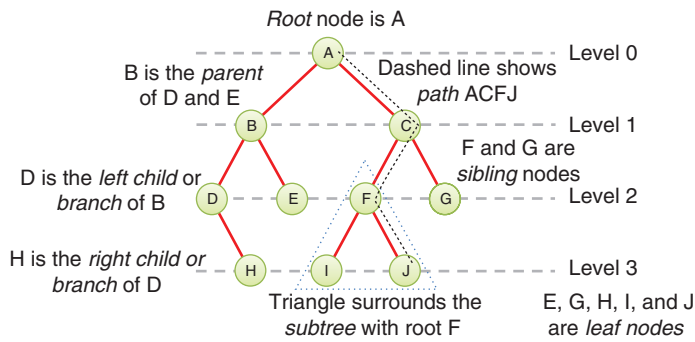 Root node is A
A
Level 0
B is the parent
of D and E
Dashed line shows
path ACFJ
B
C
Level 1
F and G are
sibling nodes
D is the left child or
branch of B
D
E
F
G
Level 2
H is the right child or
branch of D
H
I
J
Level 3
Triangle surrounds the
subtree with root F
E, G, H, I, and J
are leaf nodes